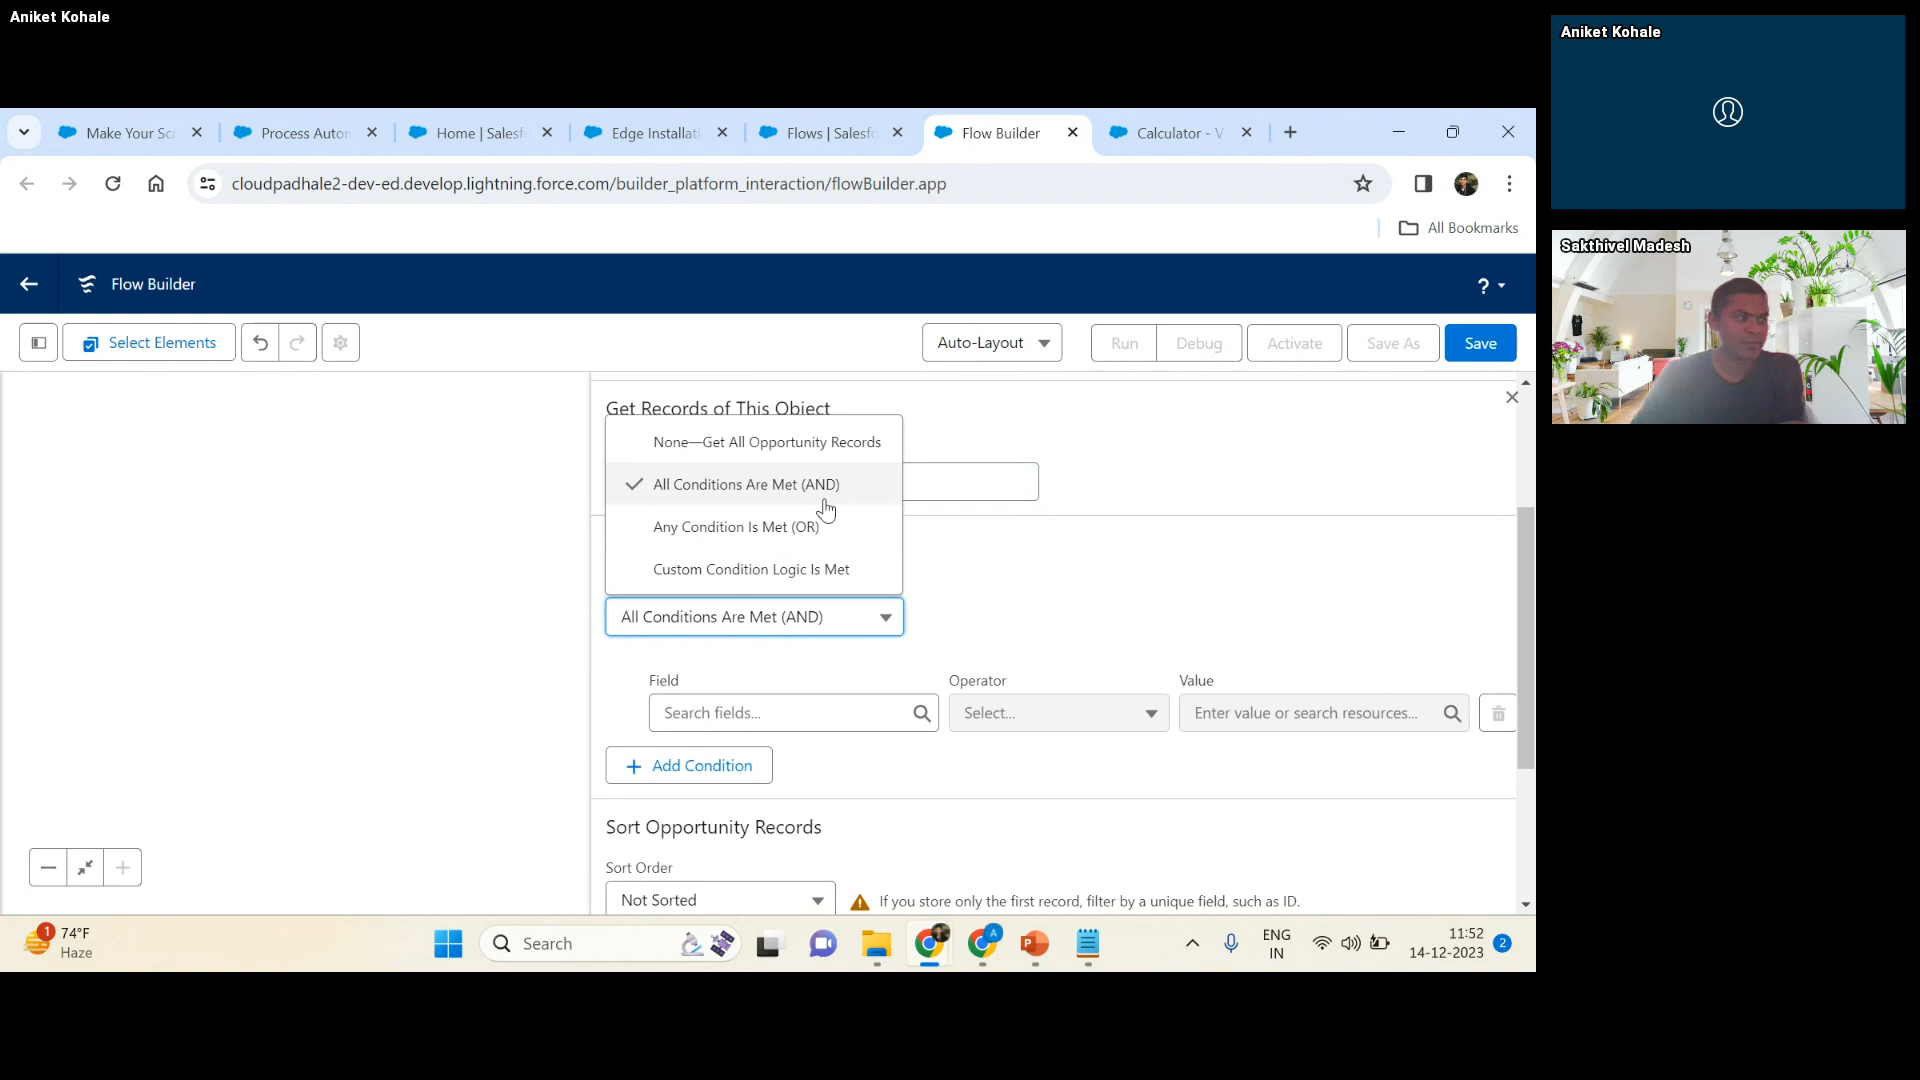 Aniket Kohale
Aniket Kohale
Sakthivel Madesh
Make Your Scr
Process Autom
Home | Salesf
Edge Installati
Flows | Salesfo
Flow Builder
Calculator - V
cloudpadhale2-dev-ed.develop.lightning.force.com/builder_platform_interaction/flowBuilder.app
All Bookmarks
Flow Builder
?
Select Elements
Auto-Layout
Run
Debug
Activate
Save As
Save
Get Records of This Object
None—Get All Opportunity Records
All Conditions Are Met (AND)
Any Condition Is Met (OR)
Custom Condition Logic Is Met
All Conditions Are Met (AND)
Field
Operator
Value
Search fields...
Select...
Enter value or search resources...
Add Condition
Sort Opportunity Records
Sort Order
Not Sorted
If you store only the first record, filter by a unique field, such as ID.
1
74°F
Haze
Search
A
P
ENG
IN
11:52
14-12-2023
2